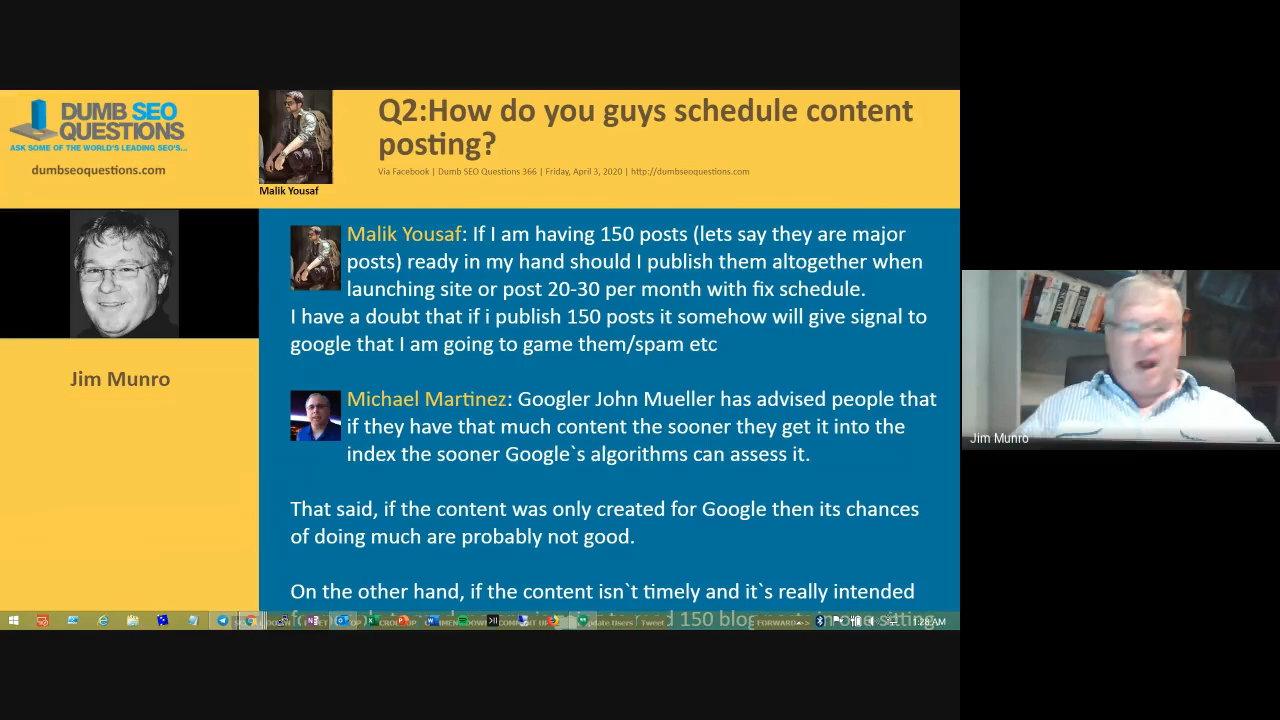 DUMB SEO
QUESTIONS
ASK SOME OF THE WORLD'S LEADING SEO'S...
dumbseoquestions.com
Malik Yousaf
Q2:How do you guys schedule content
posting?
Via Facebook | Dumb SEO Questions 366 | Friday, April 3, 2020 | http://dumbseoquestions.com
Jim Munro
Malik Yousaf: If I am having 150 posts (lets say they are major
posts) ready in my hand should I publish them altogether when
launching site or post 20-30 per month with fix schedule.
I have a doubt that if i publish 150 posts it somehow will give signal to
google that I am going to game them/spam etc
Michael Martinez: Googler John Mueller has advised people that
if they have that much content the sooner they get it into the
index the sooner Google`s algorithms can assess it.
That said, if the content was only created for Google then its chances
of doing much are probably not good.
On the other hand, if the content isn`t timely and it`s really intended
150 blog
sitting
Update Users | Tweet
FORWARD>>
1:28 AM
Jim Munro